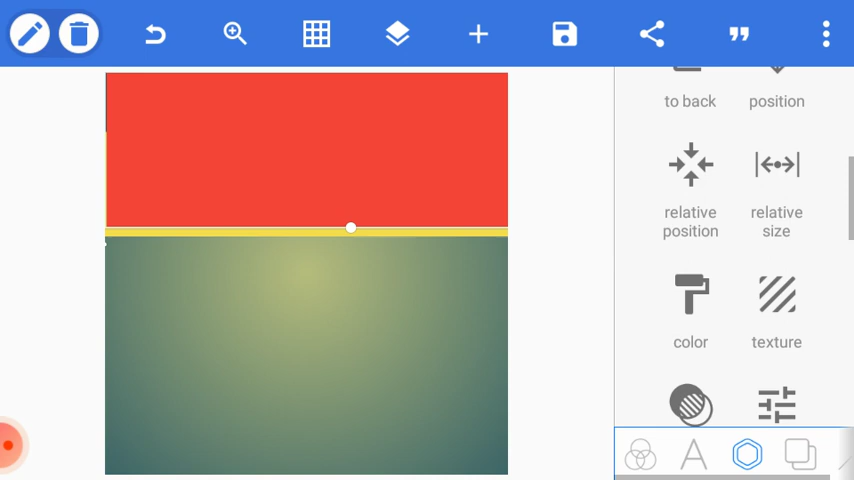 to back
position
relative
position
relative
size
color
texture